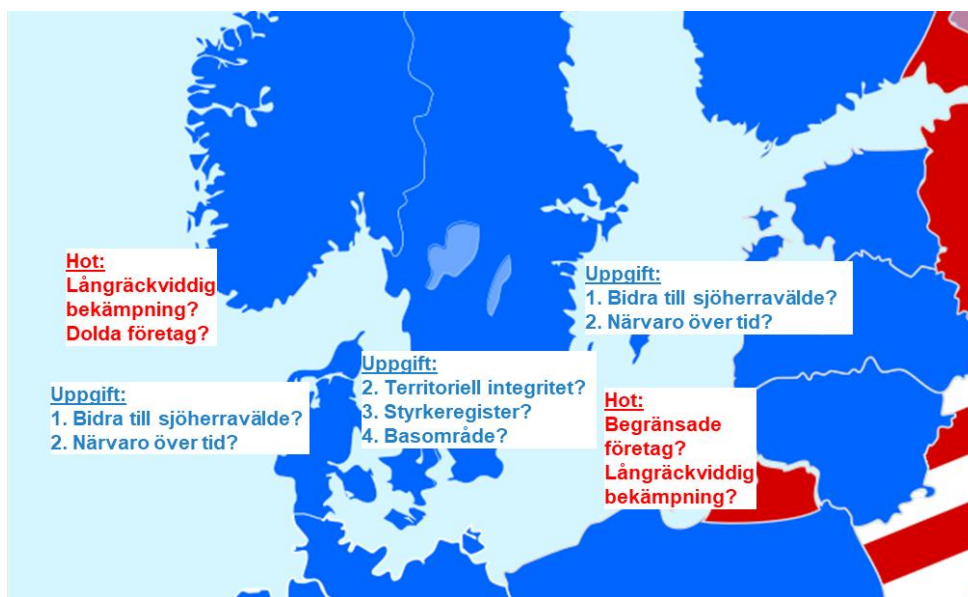 Hot:
Långräckviddig
bekämpning?
Dolda företag?
Uppgift:
1. Bidra till sjöherravälde?
2. Närvaro över tid?
Uppgift:
2. Territoriell integritet?
3. Styrkeregister?
4. Basområde?
Uppgift:
1. Bidra till sjöherravälde?
2. Närvaro över tid?
Hot:
Begränsade
företag?
Långräckviddig
bekämpning?